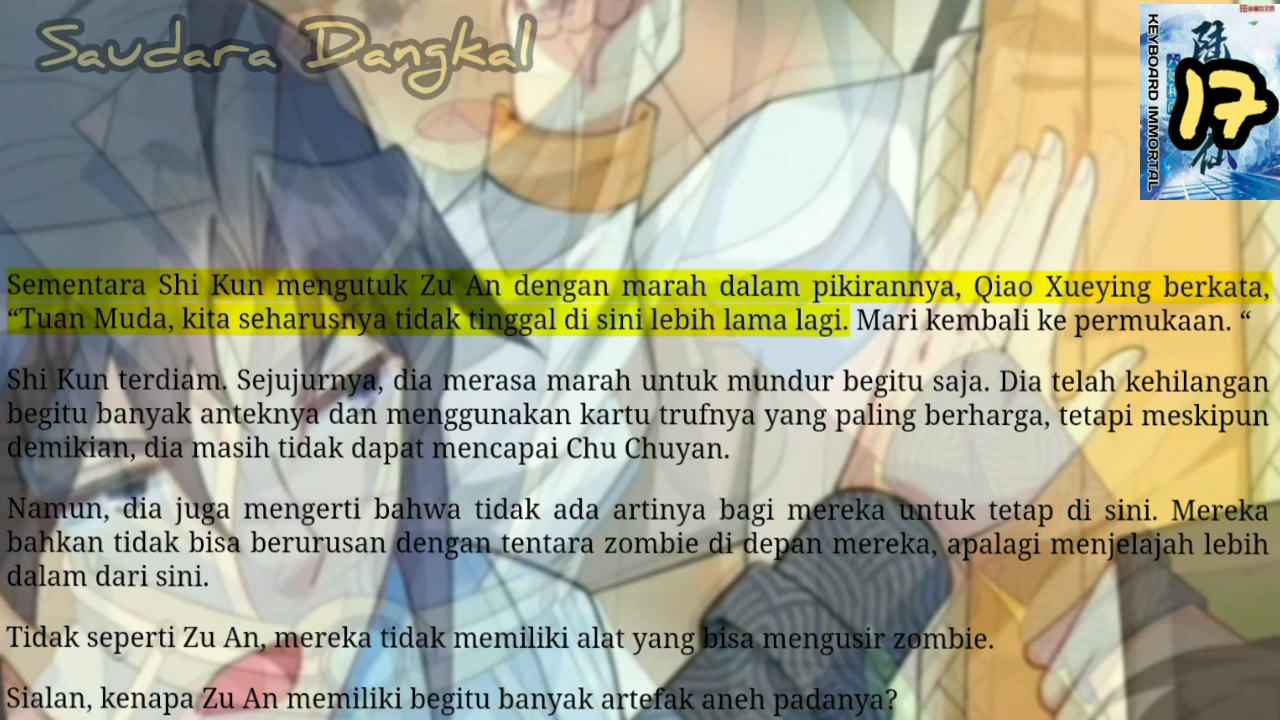 Saudara Dangkal
KEYBOARD IMMORTAL
17
仙
Sementara Shi Kun mengutuk Zu An dengan marah dalam pikirannya, Qiao Xueying berkata,
“Tuan Muda, kita seharusnya tidak tinggal di sini lebih lama lagi. Mari kembali ke permukaan. “
Shi Kun terdiam. Sejujurnya, dia merasa marah untuk mundur begitu saja. Dia telah kehilangan
begitu banyak anteknya dan menggunakan kartu trufnya yang paling berharga, tetapi meskipun
demikian, dia masih tidak dapat mencapai Chu Chuyan.
Namun, dia juga mengerti bahwa tidak ada artinya bagi mereka untuk tetap di sini. Mereka
bahkan tidak bisa berurusan dengan tentara zombie di depan mereka, apalagi menjelajah lebih
dalam dari sini.
Tidak seperti Zu An, mereka tidak memiliki alat yang bisa mengusir zombie.
Sialan, kenapa Zu An memiliki begitu banyak artefak aneh padanya?